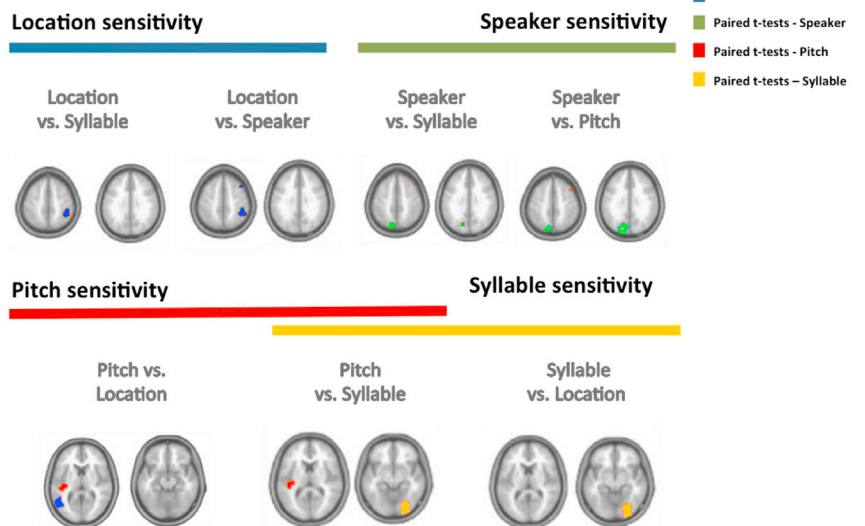 Location sensitivity
Speaker sensitivity
Paired t-tests - Speaker
Paired t-tests - Pitch
Paired t-tests – Syllable
Location
vs. Syllable
Location
vs. Speaker
Speaker
vs. Syllable
Speaker
vs. Pitch
Pitch sensitivity
Syllable sensitivity
Pitch vs.
Location
Pitch
vs. Syllable
Syllable
vs. Location